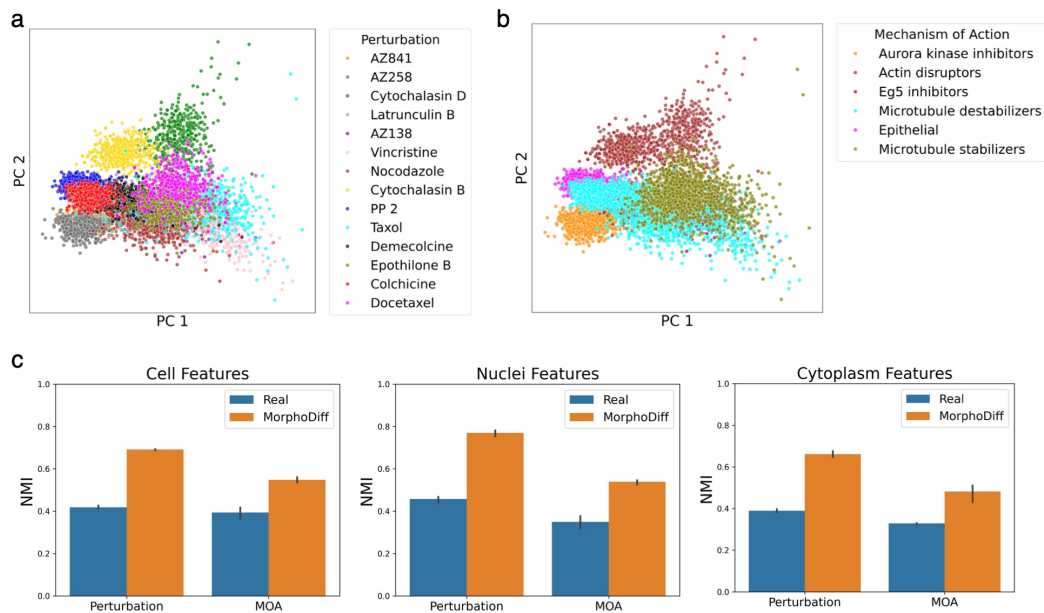 a
Perturbation
AZ841
AZ258
Cytochalasin D
Latrunculin B
AZ138
Vincristine
Nocodazole
Cytochalasin B
PP 2
Taxol
Demecolcine
Epothilone B
Colchicine
Docetaxel
PC 2
PC 1
b
Mechanism of Action
Aurora kinase inhibitors
Actin disruptors
Eg5 inhibitors
Microtubule destabilizers
Epithelial
Microtubule stabilizers
PC 2
PC 1
c
Cell Features
Real
MorphoDiff
NMI
1.0
0.8
0.6
0.4
0.2
0.0
Perturbation
MOA
Nuclei Features
Real
MorphoDiff
NMI
1.0
0.8
0.6
0.4
0.2
0.0
Perturbation
MOA
Cytoplasm Features
Real
MorphoDiff
NMI
1.0
0.8
0.6
0.4
0.2
0.0
Perturbation
MOA